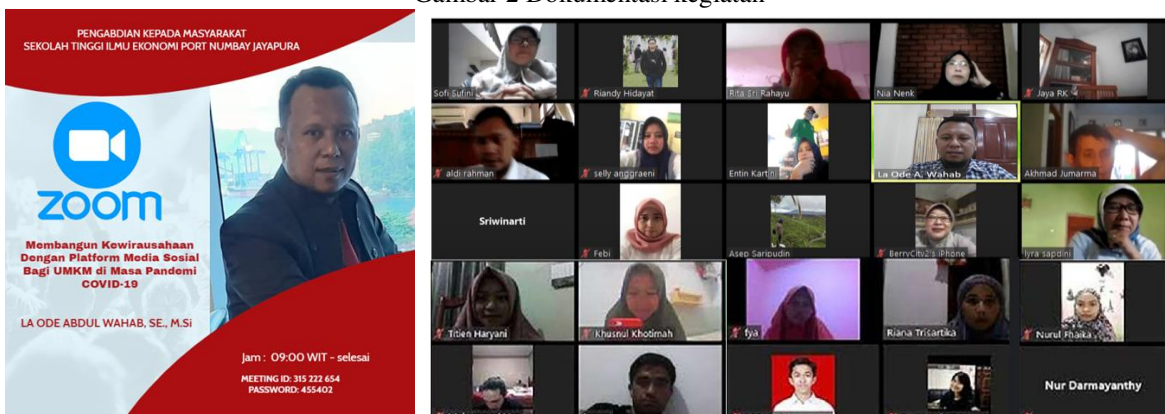 PENGABDIAN KEPADA MASYARAKAT
SEKOLAH TINGGI ILMU EKONOMI PORT NUMBAY JAYAPURA
zoom
Membangun Kewirausahaan
Dengan Platform Media Sosial
Bagi UMKM di Masa Pandemi
COVID-19
LA ODE ABDUL WAHAB, SE., M.Si
Jam : 09:00 WIT - selesai
MEETING ID: 315 222 654
PASSWORD: 455402
Sofi Sufini
Riandy Hidayat
Rita Sri Rahayu
Nia Nenk
Jaya RK
aldi rahman
selly anggraeni
Entin Kartini
La Ode A. Wahab
Akhmad Jumarma
Sriwinarti
Febi
Asep Saripudin
BerryCity2's iPhone
lyra sapdini
Titien Haryani
Khusnul Khotimah
fya
Riana Trisartika
Nurul Fhaika
Nur Darmayanthy